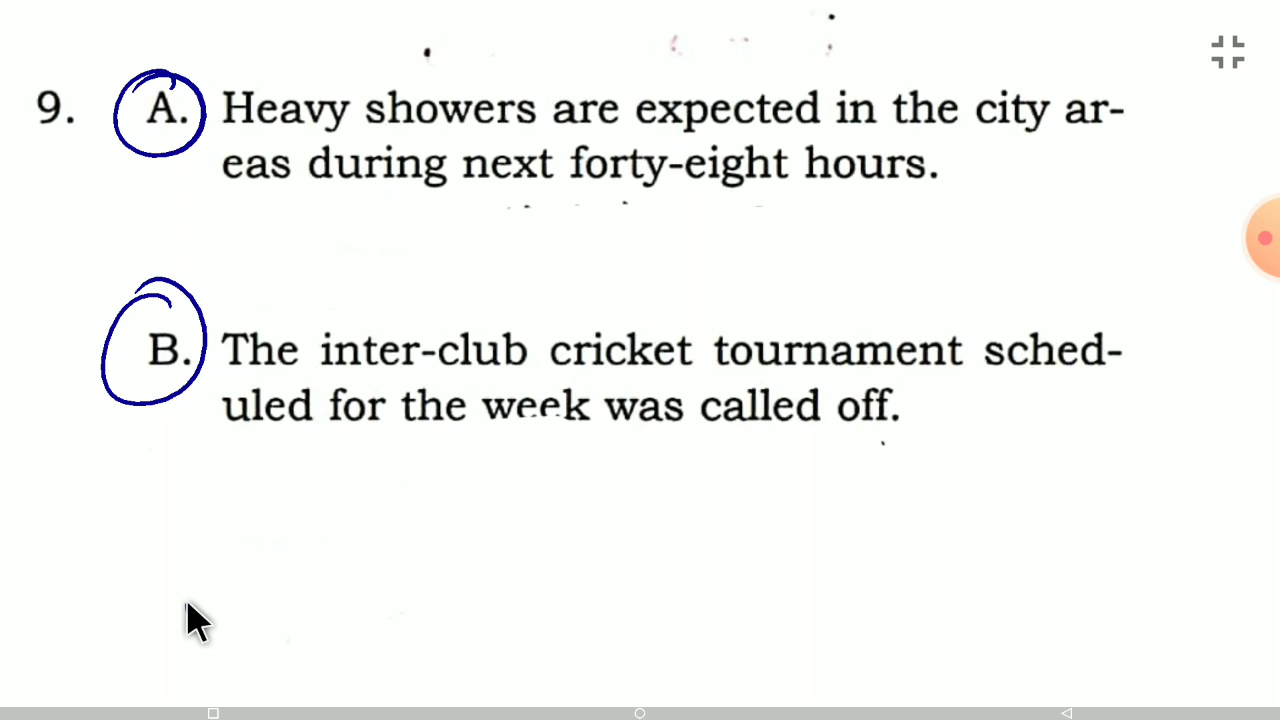 9. A. Heavy showers are expected in the city ar-
eas during next forty-eight hours.
B. The inter-club cricket tournament sched-
uled for the week was called off.